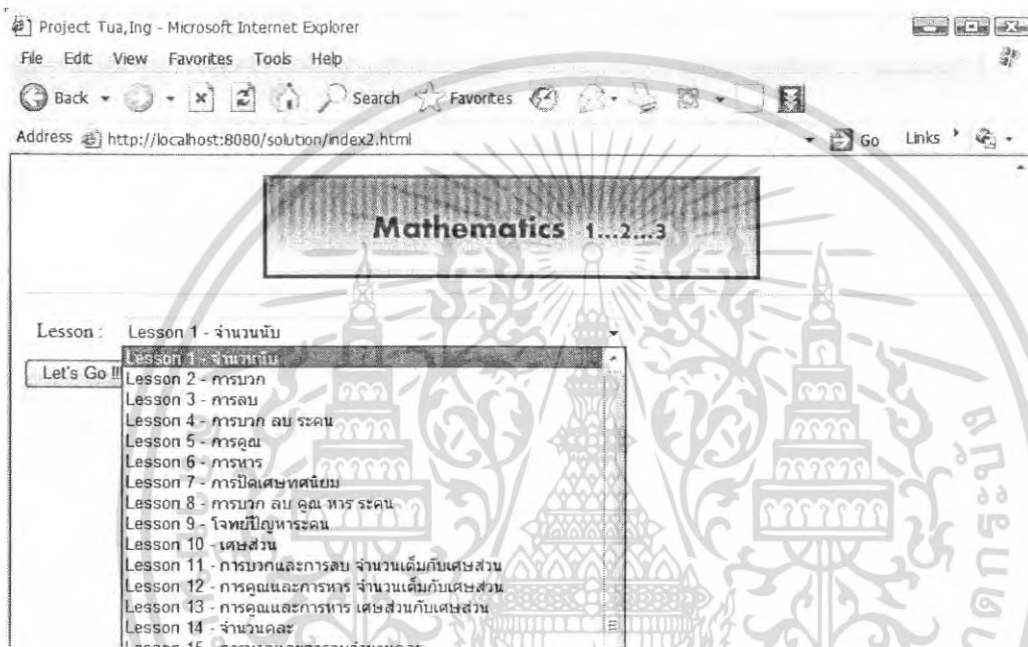 Project Tua,Ing - Microsoft Internet Explorer
File Edit View Favorites Tools Help
Back Search Favorites
Address http://localhost:8080/solution/index2.html Go Links
Mathematics 1...2...3
Lesson : Lesson 1 - จำนวนนับ
Let's Go !!!
Lesson 1 - จำนวนนับ
Lesson 2 - การบวก
Lesson 3 - การลบ
Lesson 4 - การบวก ลบ ระคน
Lesson 5 - การคูณ
Lesson 6 - การหาร
Lesson 7 - การปัดเศษทศนิยม
Lesson 8 - การบวก ลบ คูณ หาร ระคน
Lesson 9 - โจทย์ปัญหาระคน
Lesson 10 - เศษส่วน
Lesson 11 - การบวกและการลบ จำนวนเต็มกับเศษส่วน
Lesson 12 - การคูณและการหาร จำนวนเต็มกับเศษส่วน
Lesson 13 - การคูณและการหาร เศษส่วนกับเศษส่วน
Lesson 14 - จำนวนคละ